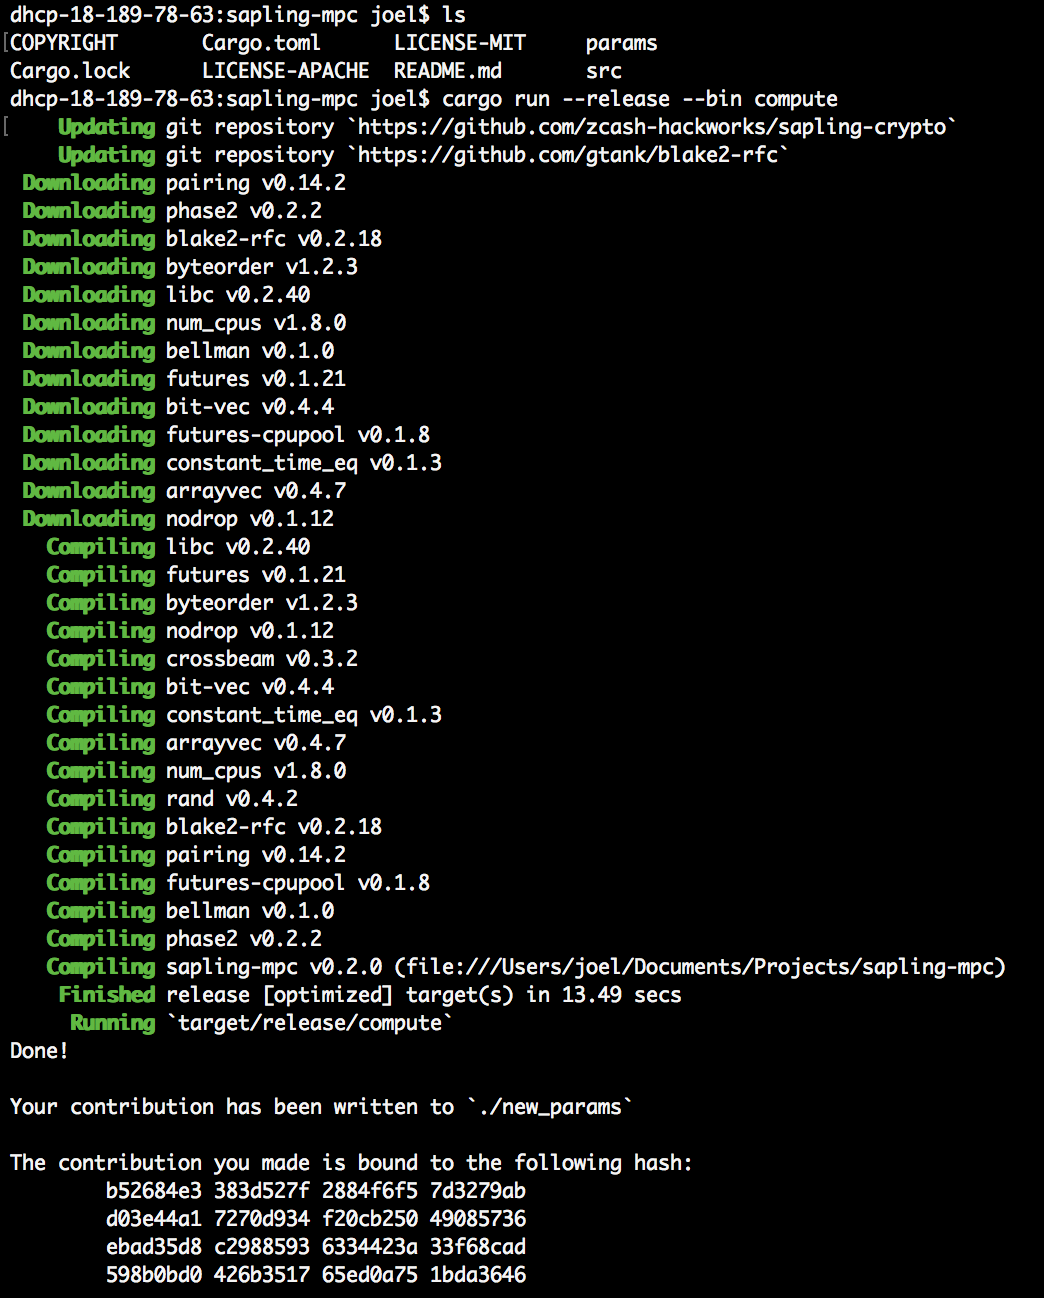 dhcp-18-189-78-63:sapling-mpc joel$ ls
COPYRIGHT Cargo.toml LICENSE-MIT params
Cargo.lock LICENSE-APACHE README.md src
dhcp-18-189-78-63:sapling-mpc joel$ cargo run --release --bin compute
Updating git repository `https://github.com/zcash-hackworks/sapling-crypto`
Updating git repository `https://github.com/gtank/blake2-rfc`
Downloading pairing v0.14.2
Downloading phase2 v0.2.2
Downloading blake2-rfc v0.2.18
Downloading byteorder v1.2.3
Downloading libc v0.2.40
Downloading num_cpus v1.8.0
Downloading bellman v0.1.0
Downloading futures v0.1.21
Downloading bit-vec v0.4.4
Downloading futures-cpupool v0.1.8
Downloading constant_time_eq v0.1.3
Downloading arrayvec v0.4.7
Downloading nodrop v0.1.12
Compiling libc v0.2.40
Compiling futures v0.1.21
Compiling byteorder v1.2.3
Compiling nodrop v0.1.12
Compiling crossbeam v0.3.2
Compiling bit-vec v0.4.4
Compiling constant_time_eq v0.1.3
Compiling arrayvec v0.4.7
Compiling num_cpus v1.8.0
Compiling rand v0.4.2
Compiling blake2-rfc v0.2.18
Compiling pairing v0.14.2
Compiling futures-cpupool v0.1.8
Compiling bellman v0.1.0
Compiling phase2 v0.2.2
Compiling sapling-mpc v0.2.0 (file:///Users/joel/Documents/Projects/sapling-mpc)
Finished release [optimized] target(s) in 13.49 secs
Running `target/release/compute`
Done!
Your contribution has been written to `./new_params`
The contribution you made is bound to the following hash:
b52684e3 383d527f 2884f6f5 7d3279ab
d03e44a1 7270d934 f20cb250 49085736
ebad35d8 c2988593 6334423a 33f68cad
598b0bd0 426b3517 65ed0a75 1bda3646